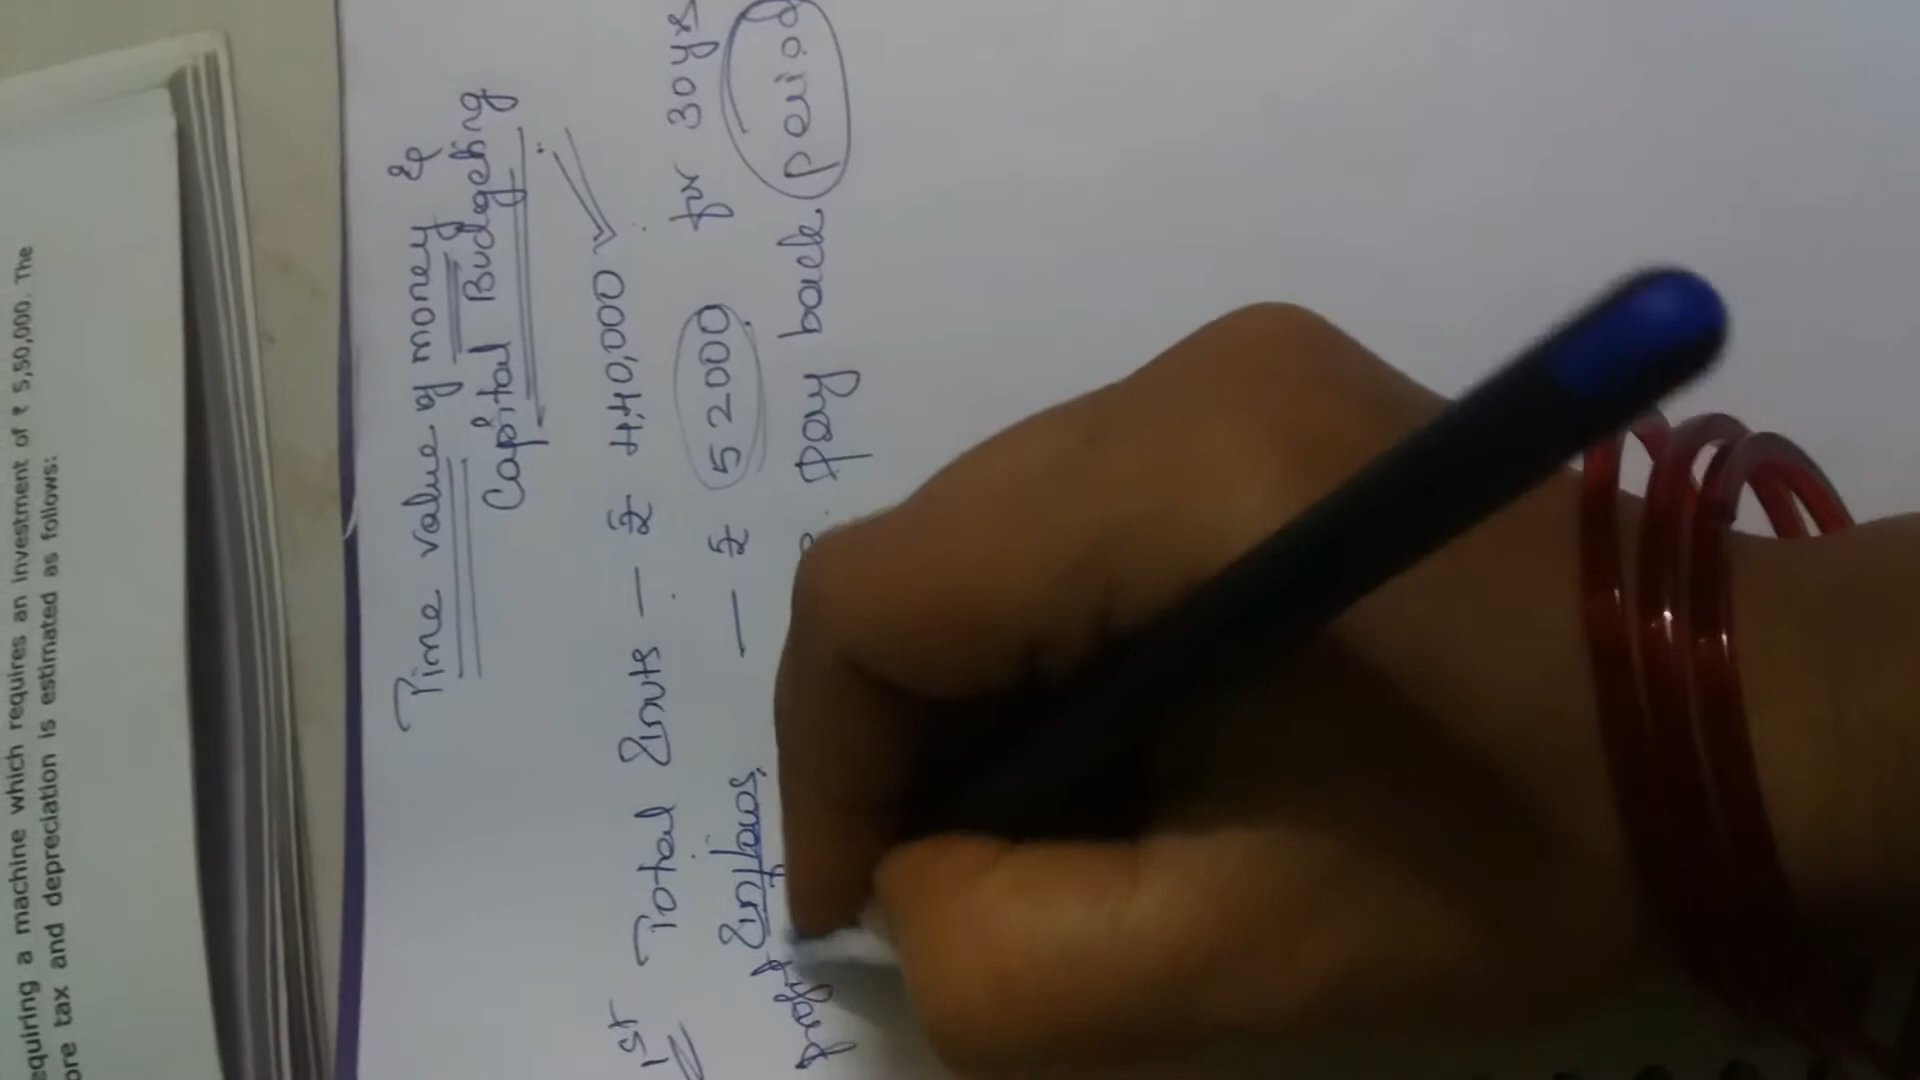 equiring a machine which requires an investment of ₹ 5,50,000. The
ore tax and depreciation is estimated as follows:
Time value of money &
Capital Budgeting
1st Total Invts - ₹ 4,40,000
Inflows - ₹ 52000 for 30 yrs
profit pay back period